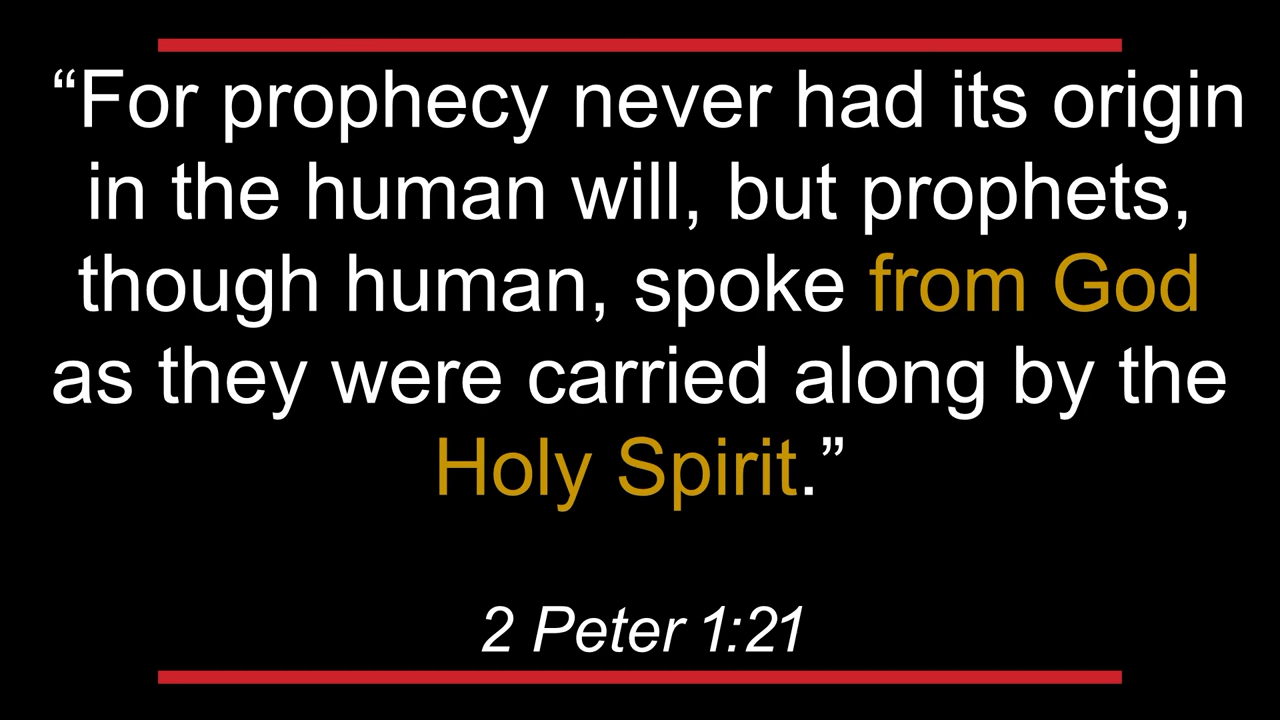 “For prophecy never had its origin
in the human will, but prophets,
though human, spoke from God
as they were carried along by the
Holy Spirit.”
2 Peter 1:21